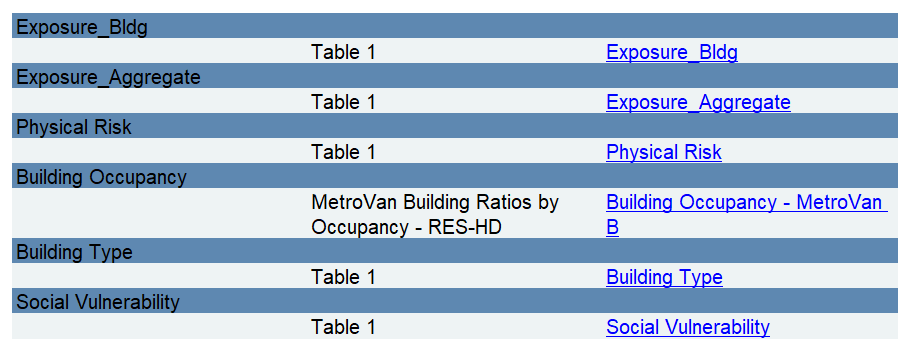 Exposure_Bldg
Table 1 Exposure_Bldg
Exposure_Aggregate
Table 1 Exposure_Aggregate
Physical Risk
Table 1 Physical Risk
Building Occupancy
MetroVan Building Ratios by Building Occupancy - MetroVan
Occupancy - RES-HD B
Building Type
Table 1 Building Type
Social Vulnerability
Table 1 Social Vulnerability